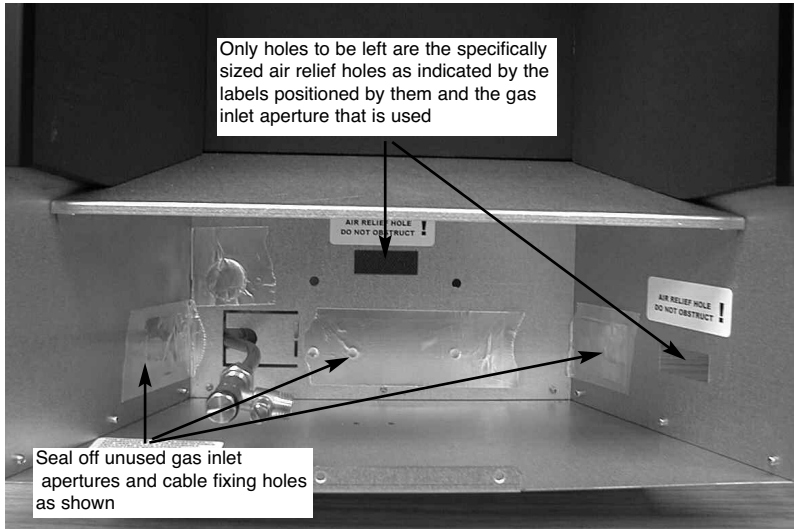 Only holes to be left are the specifically
sized air relief holes as indicated by the
labels positioned by them and the gas
inlet aperture that is used
AIR RELIEF HOLE
DO NOT OBSTRUCT !
AIR RELIEF HOLE
DO NOT OBSTRUCT !
Seal off unused gas inlet
apertures and cable fixing holes
as shown